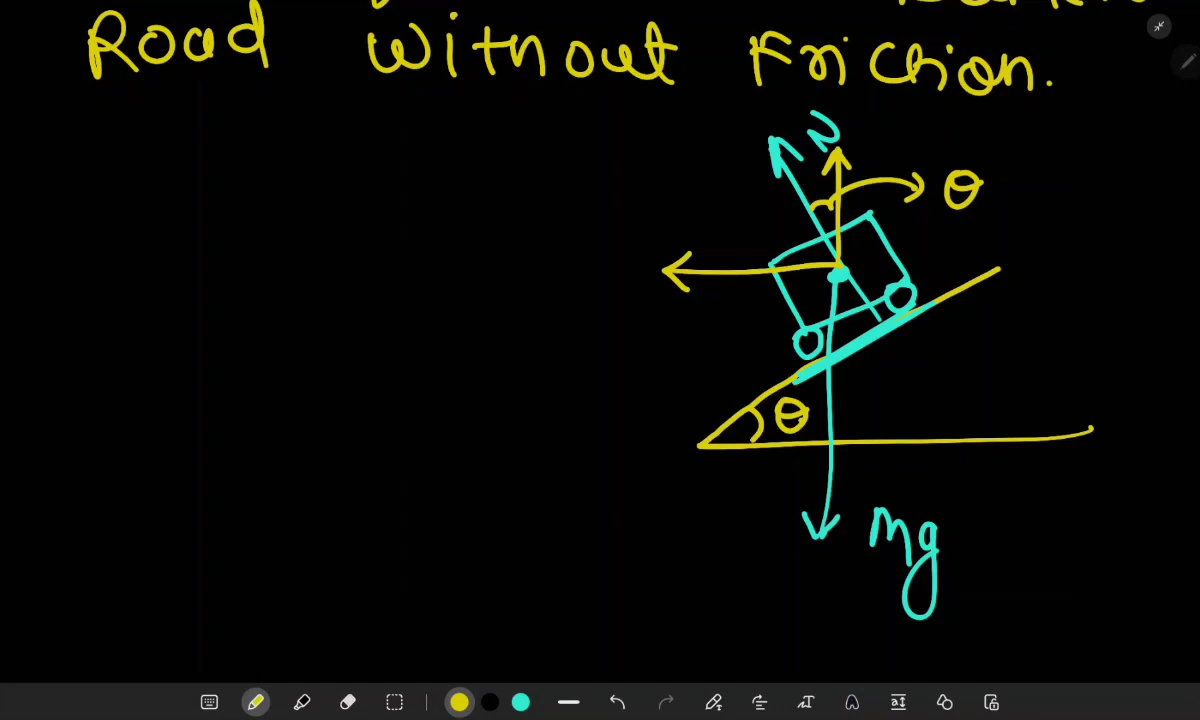 Road Without Friction.
N
θ
θ
mg